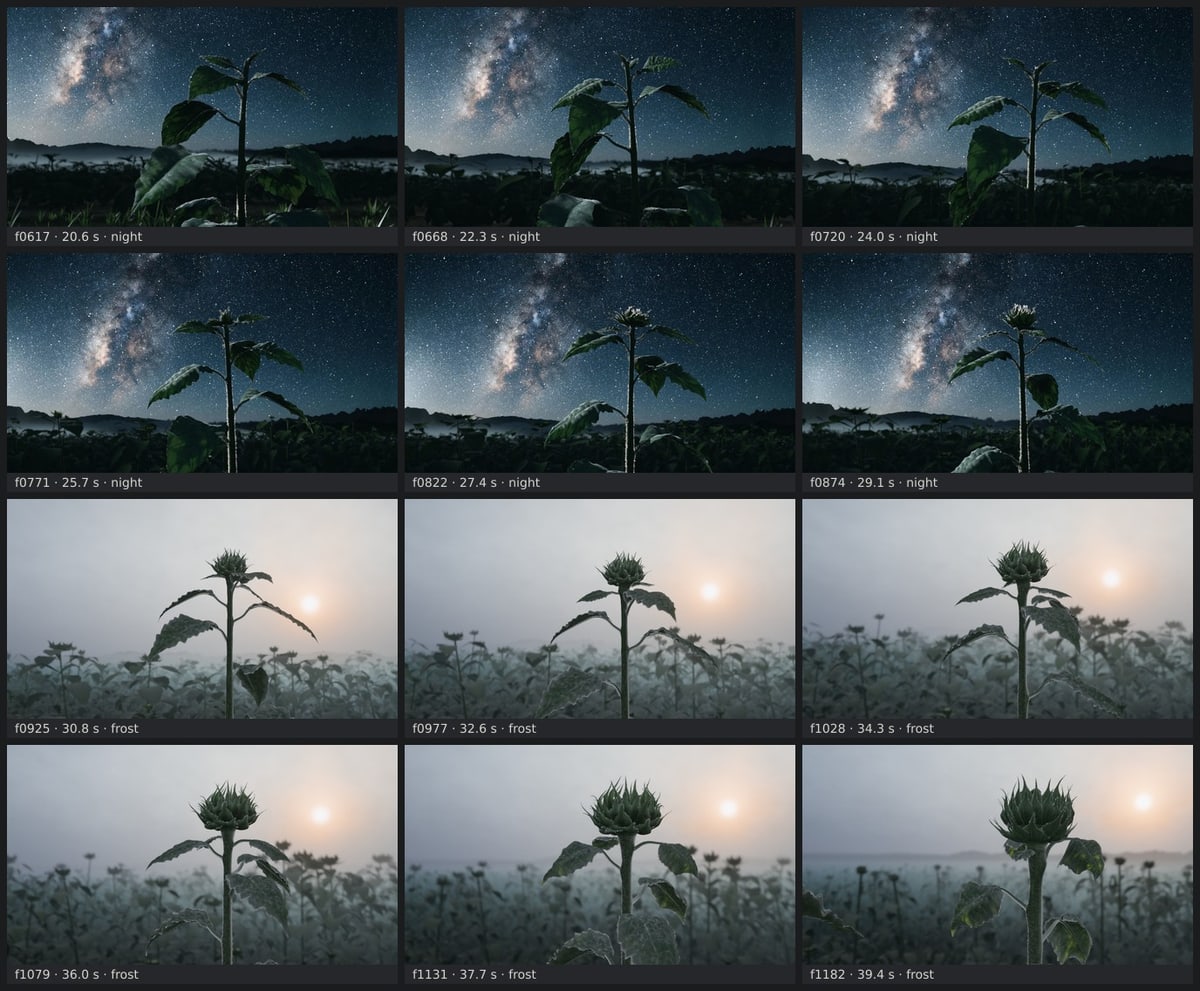 f0617 · 20.6 s · night
f0668 · 22.3 s · night
f0720 · 24.0 s · night
f0771 · 25.7 s · night
f0822 · 27.4 s · night
f0874 · 29.1 s · night
f0925 · 30.8 s · frost
f0977 · 32.6 s · frost
f1028 · 34.3 s · frost
f1079 · 36.0 s · frost
f1131 · 37.7 s · frost
f1182 · 39.4 s · frost